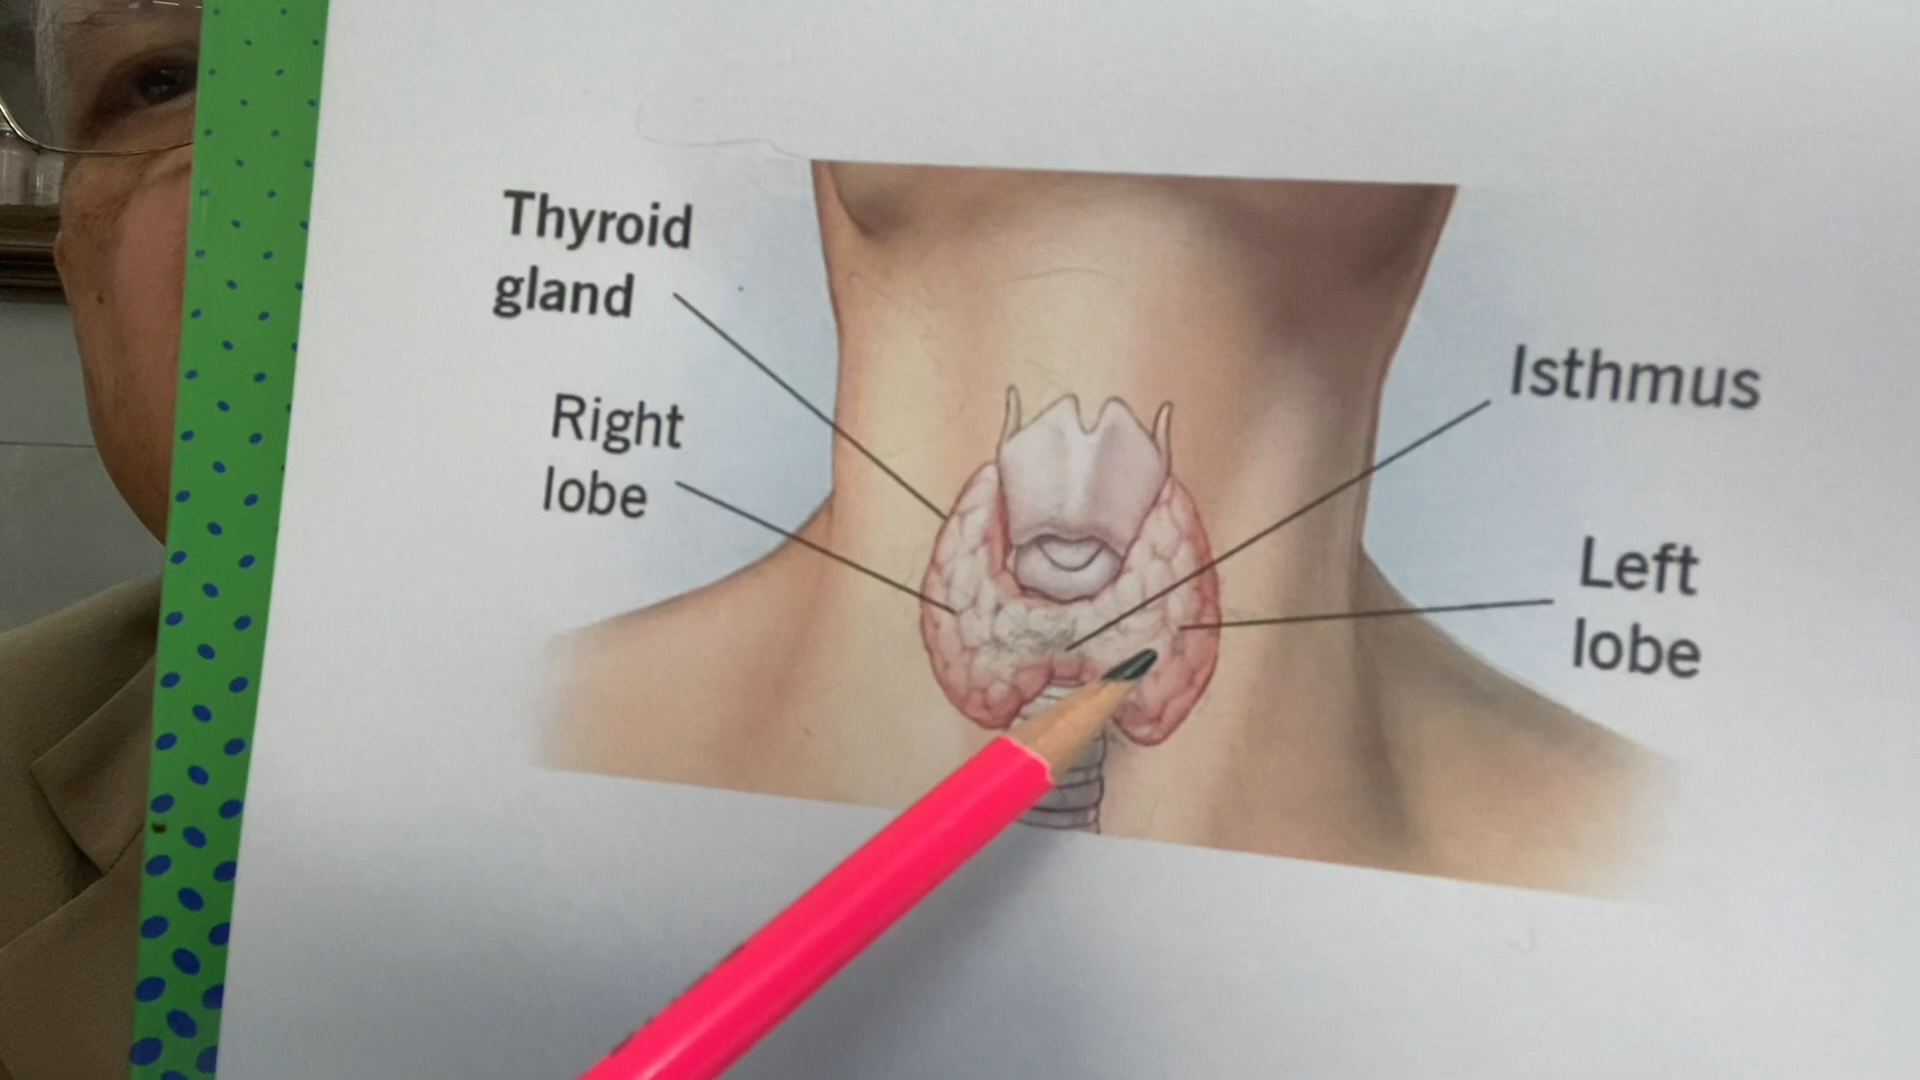 Thyroid
gland
Right
lobe
Isthmus
Left
lobe